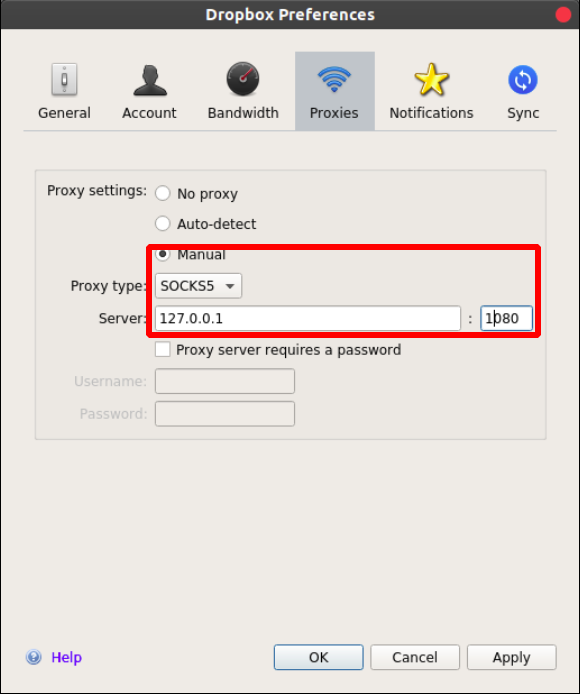 Dropbox Preferences
General Account Bandwidth Proxies Notifications Sync
Proxy settings: No proxy
Auto-detect
Manual
Proxy type: SOCKS5
Server: 127.0.0.1 : 1080
Proxy server requires a password
Username:
Password:
Help OK Cancel Apply